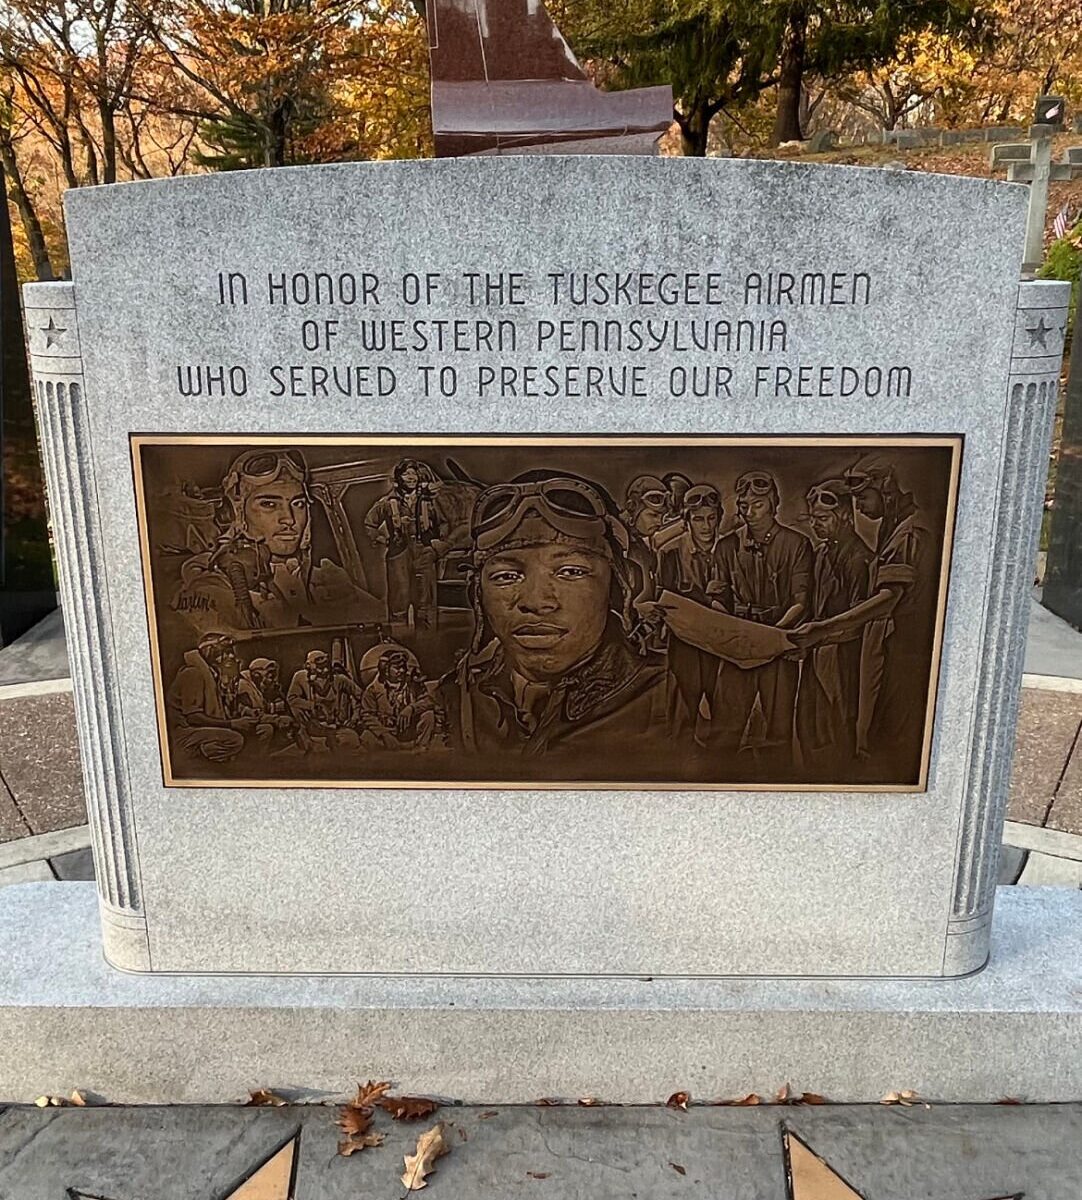 IN HONOR OF THE TUSKEGEE AIRMEN
OF WESTERN PENNSYLVANIA
WHO SERVED TO PRESERVE OUR FREEDOM